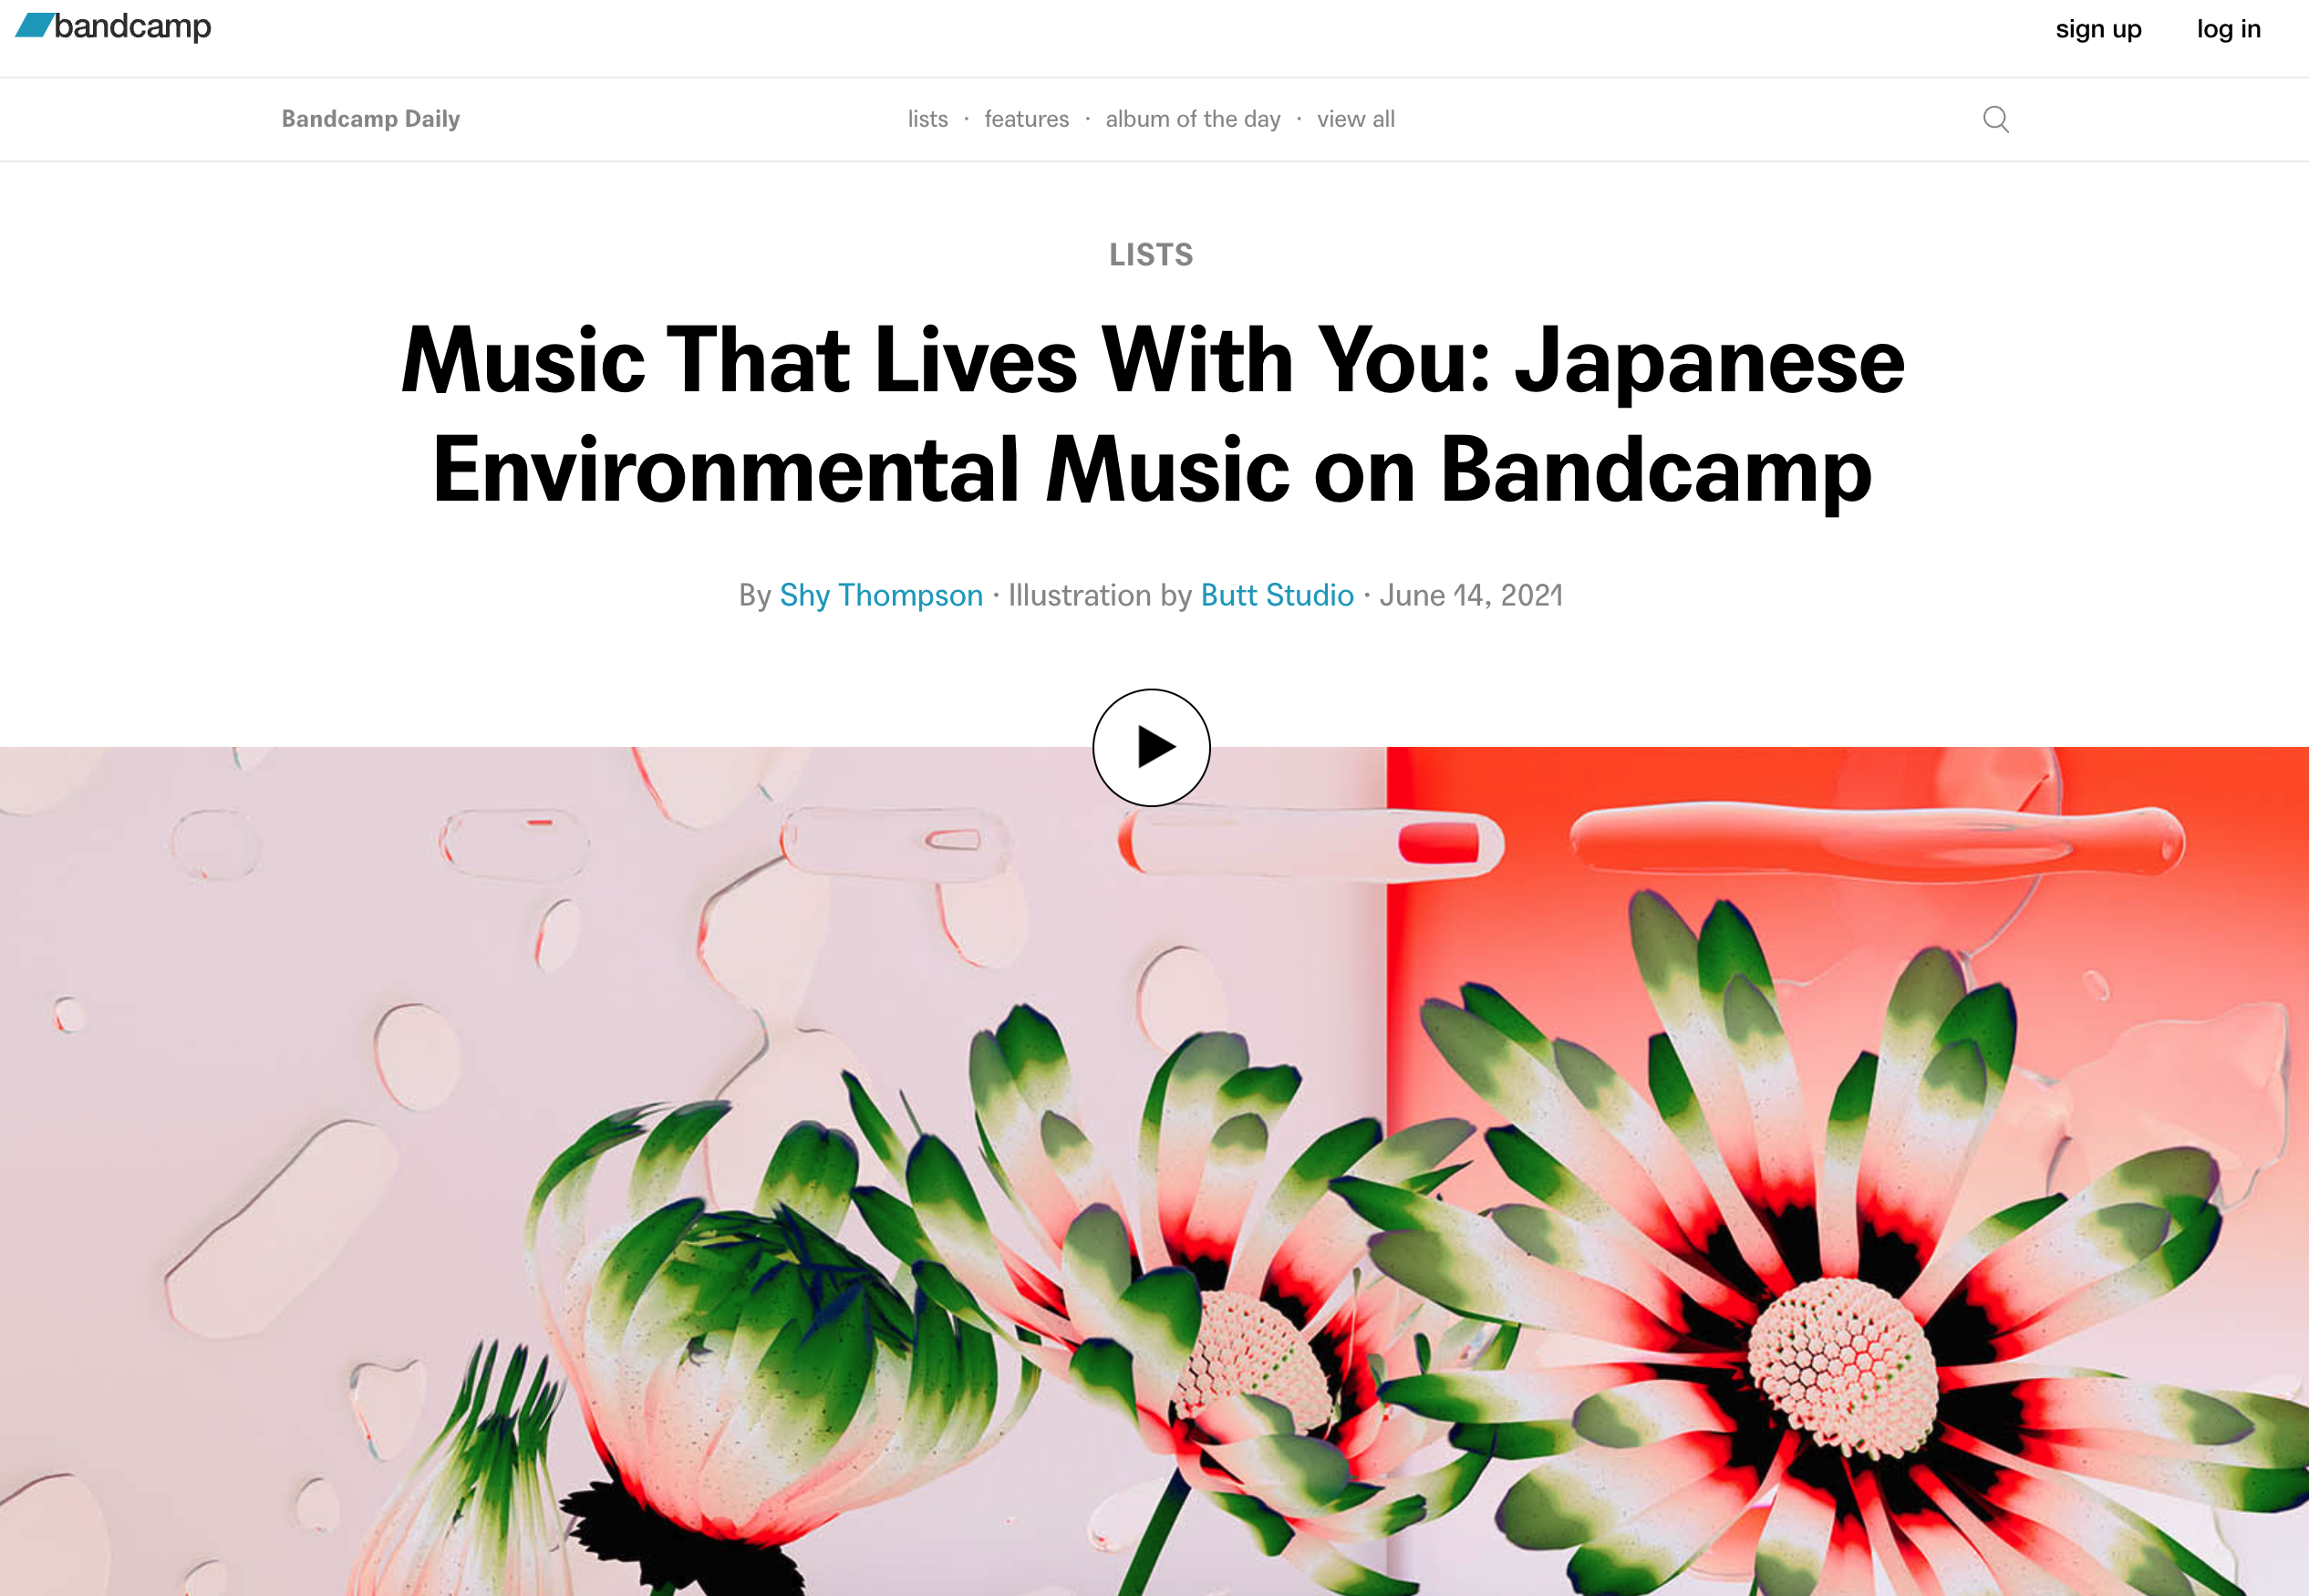 bandcamp
sign up
log in
Bandcamp Daily
lists · features · album of the day · view all
LISTS
Music That Lives With You: Japanese
Environmental Music on Bandcamp
By Shy Thompson · Illustration by Butt Studio · June 14, 2021